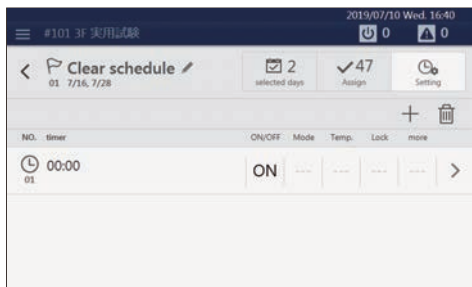 2019/07/10 Wed. 16:40
#101 3F 実用試験
0
0
Clear schedule
01 7/16, 7/28
2
selected days
47
Assign
Setting
NO. timer ON/OFF Mode Temp. Lock more
00:00
01
ON --- --- --- ---